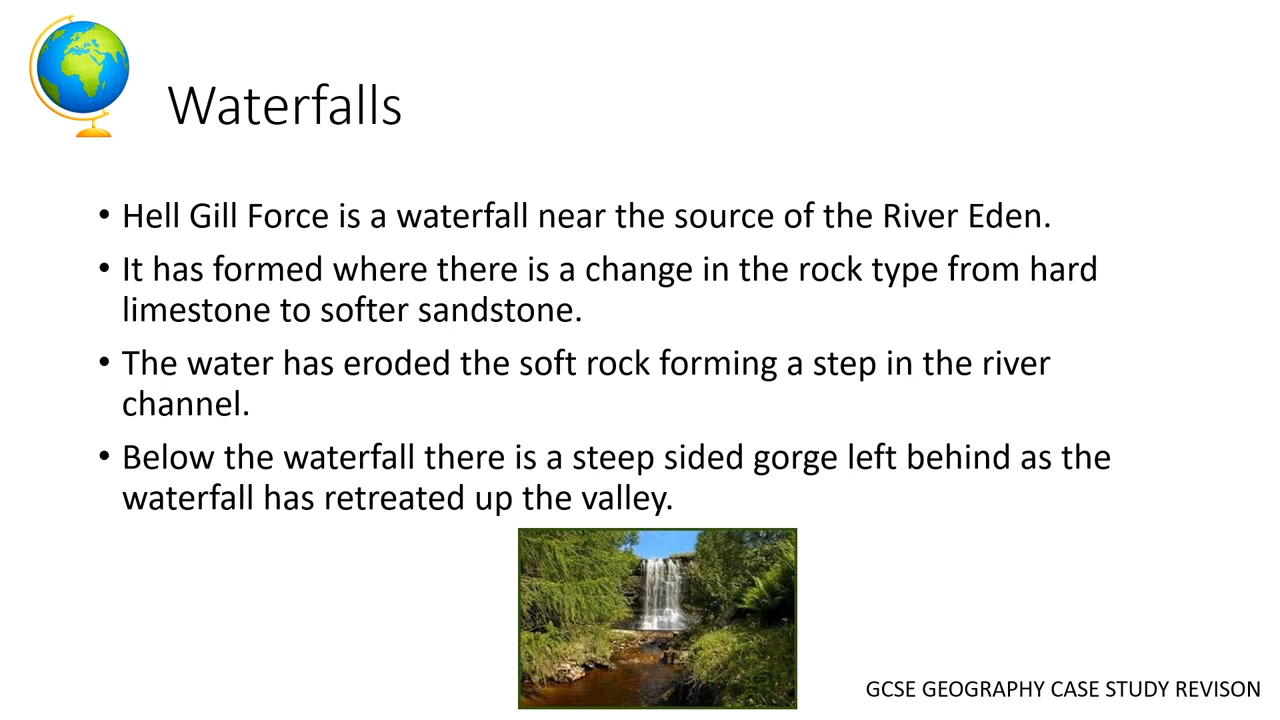 Waterfalls
• Hell Gill Force is a waterfall near the source of the River Eden.
• It has formed where there is a change in the rock type from hard
limestone to softer sandstone.
• The water has eroded the soft rock forming a step in the river
channel.
• Below the waterfall there is a steep sided gorge left behind as the
waterfall has retreated up the valley.
GCSE GEOGRAPHY CASE STUDY REVISON